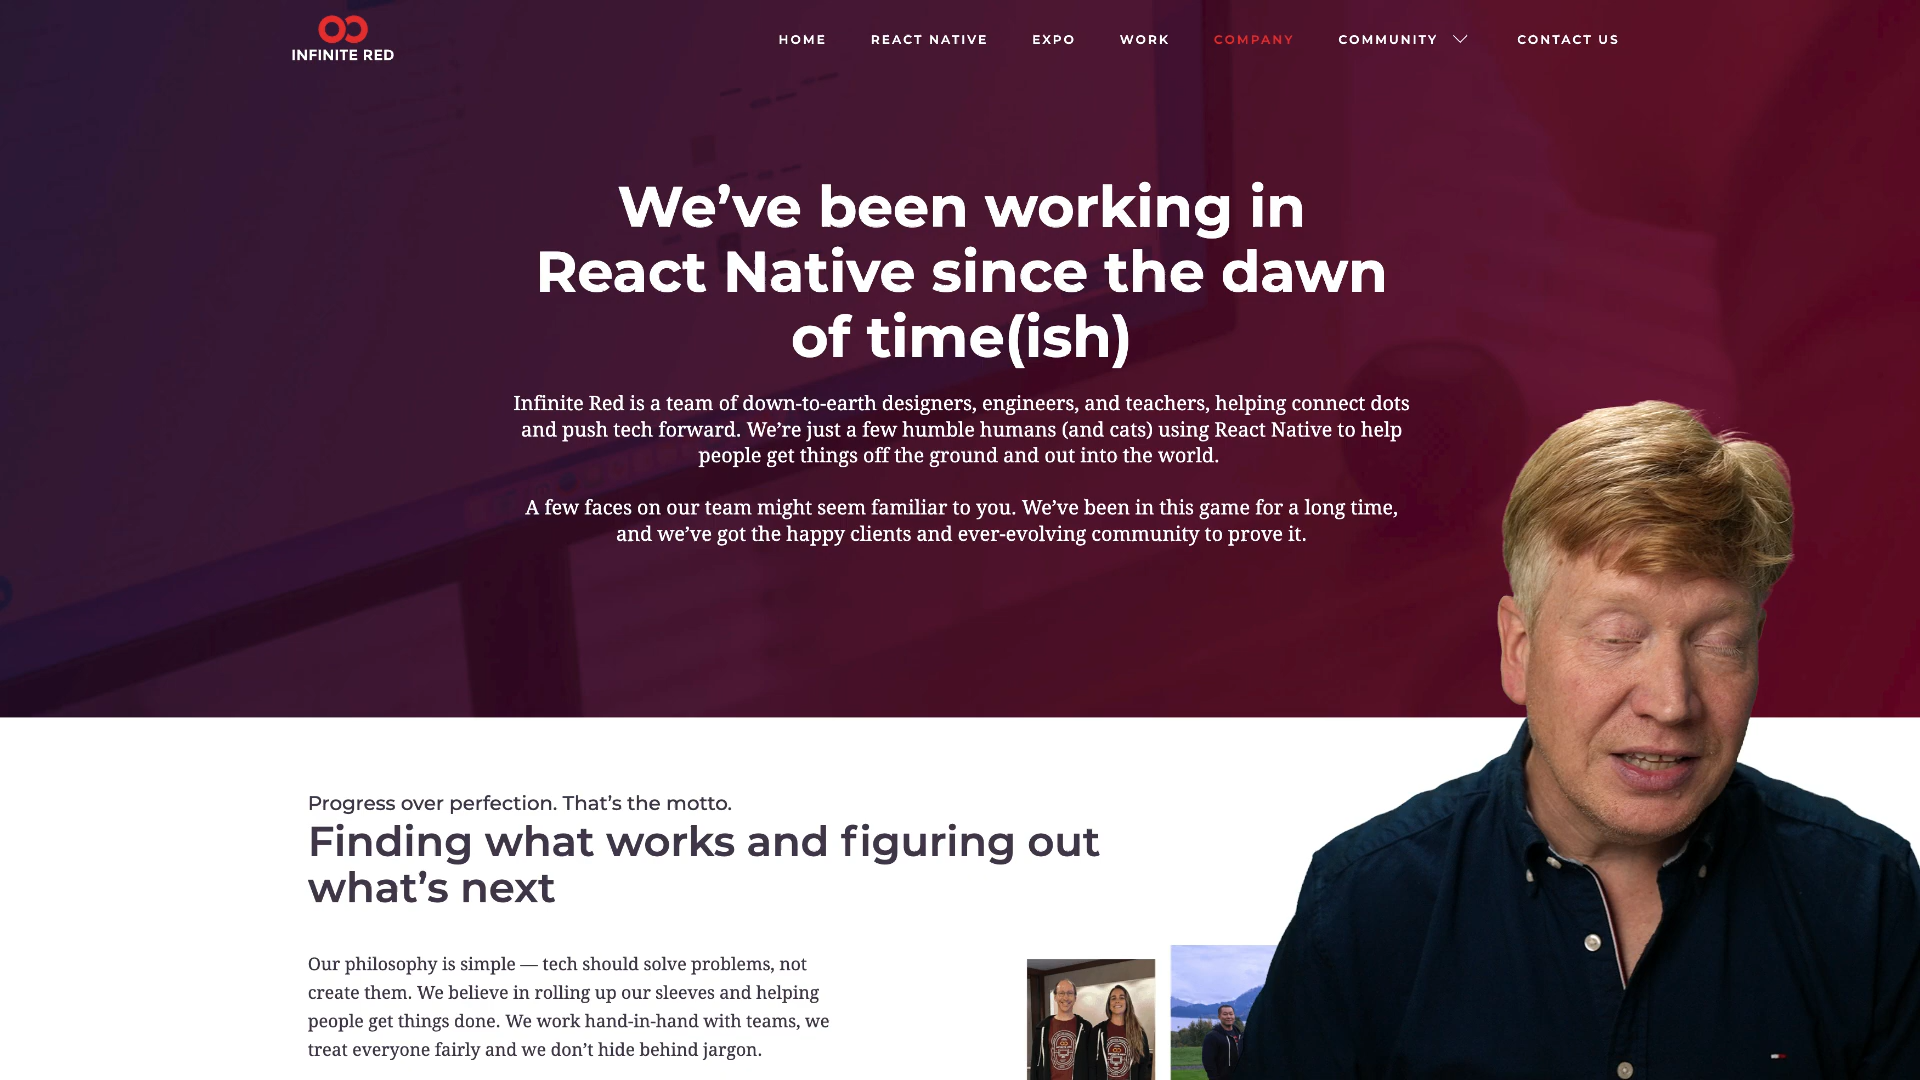 INFINITE RED
HOME
REACT NATIVE
EXPO
WORK
COMPANY
COMMUNITY
CONTACT US
We’ve been working in
React Native since the dawn
of time(ish)
Infinite Red is a team of down-to-earth designers, engineers, and teachers, helping connect dots
and push tech forward. We’re just a few humble humans (and cats) using React Native to help
people get things off the ground and out into the world.
A few faces on our team might seem familiar to you. We’ve been in this game for a long time,
and we’ve got the happy clients and ever-evolving community to prove it.
Progress over perfection. That’s the motto.
Finding what works and figuring out
what’s next
Our philosophy is simple — tech should solve problems, not
create them. We believe in rolling up our sleeves and helping
people get things done. We work hand-in-hand with teams, we
treat everyone fairly and we don’t hide behind jargon.